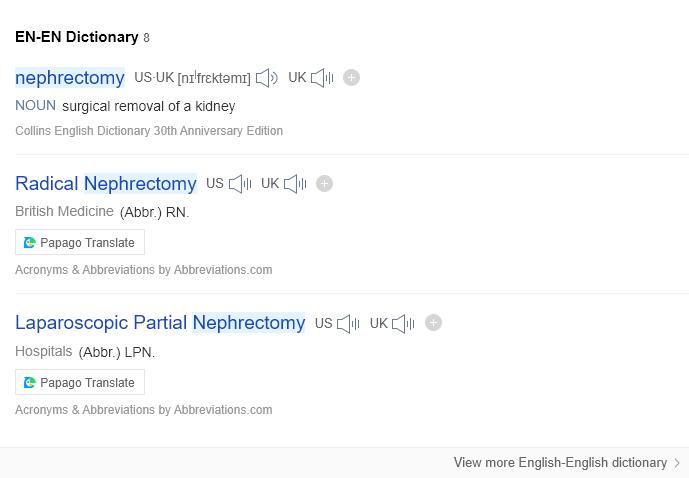 EN-EN Dictionary 8
nephrectomy US·UK [nɪˈfrɛktəmɪ] UK
NOUN surgical removal of a kidney
Collins English Dictionary 30th Anniversary Edition
Radical Nephrectomy US UK
British Medicine (Abbr.) RN.
Papago Translate
Acronyms & Abbreviations by Abbreviations.com
Laparoscopic Partial Nephrectomy US UK
Hospitals (Abbr.) LPN.
Papago Translate
Acronyms & Abbreviations by Abbreviations.com
View more English-English dictionary